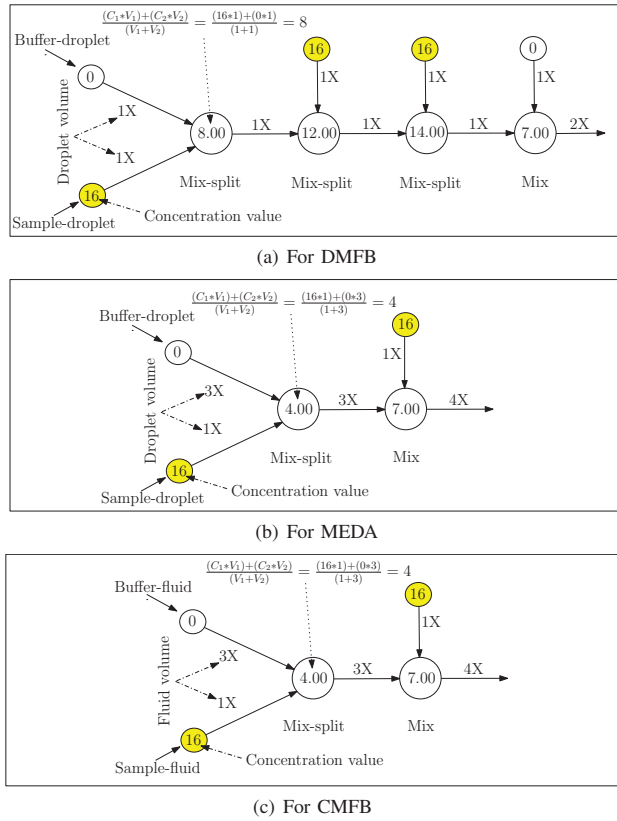 (C₁*V₁)+(C₂*V₂)/(V₁+V₂) = (16*1)+(0*1)/(1+1) = 8
Buffer-droplet
0
16
16
0
Droplet volume
1X
1X
1X
1X
1X
8.00
1X
12.00
1X
14.00
1X
7.00
2X
Mix-split
Mix-split
Mix-split
Mix
16
Sample-droplet
Concentration value
(a) For DMFB
(C₁*V₁)+(C₂*V₂)/(V₁+V₂) = (16*1)+(0*3)/(1+3) = 4
Buffer-droplet
0
16
Droplet volume
3X
1X
1X
4.00
3X
7.00
4X
Mix-split
Mix
16
Sample-droplet
Concentration value
(b) For MEDA
(C₁*V₁)+(C₂*V₂)/(V₁+V₂) = (16*1)+(0*3)/(1+3) = 4
Buffer-fluid
0
16
Fluid volume
3X
1X
1X
4.00
3X
7.00
4X
Mix-split
Mix
16
Sample-fluid
Concentration value
(c) For CMFB